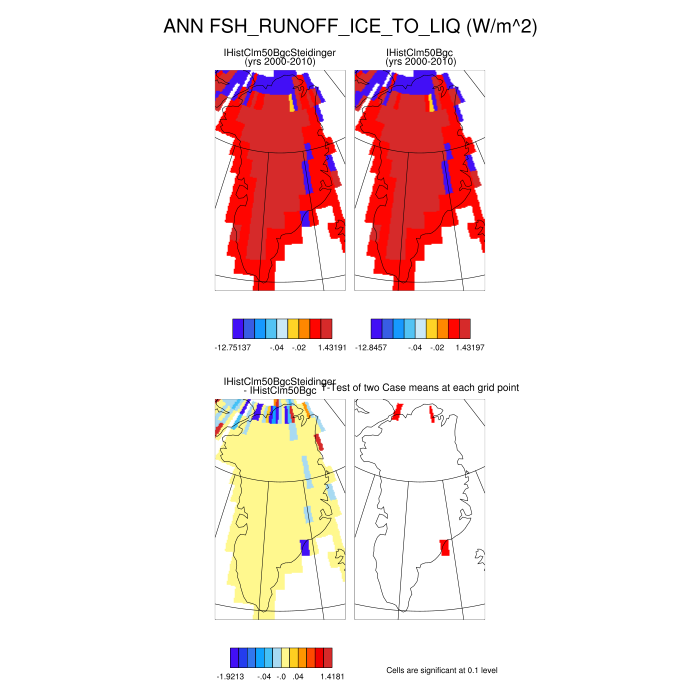 ANN FSH_RUNOFF_ICE_TO_LIQ (W/m^2)
IHistClm50BgcSteidinger
(yrs 2000-2010)
IHistClm50Bgc
(yrs 2000-2010)
-12.75137 -.04 -.02 1.43191
-12.8457 -.04 -.02 1.43197
IHistClm50BgcSteidinger
- IHistClm50Bgc
T-Test of two Case means at each grid point
-1.9213 -.04 -.0 .04 1.4181
Cells are significant at 0.1 level